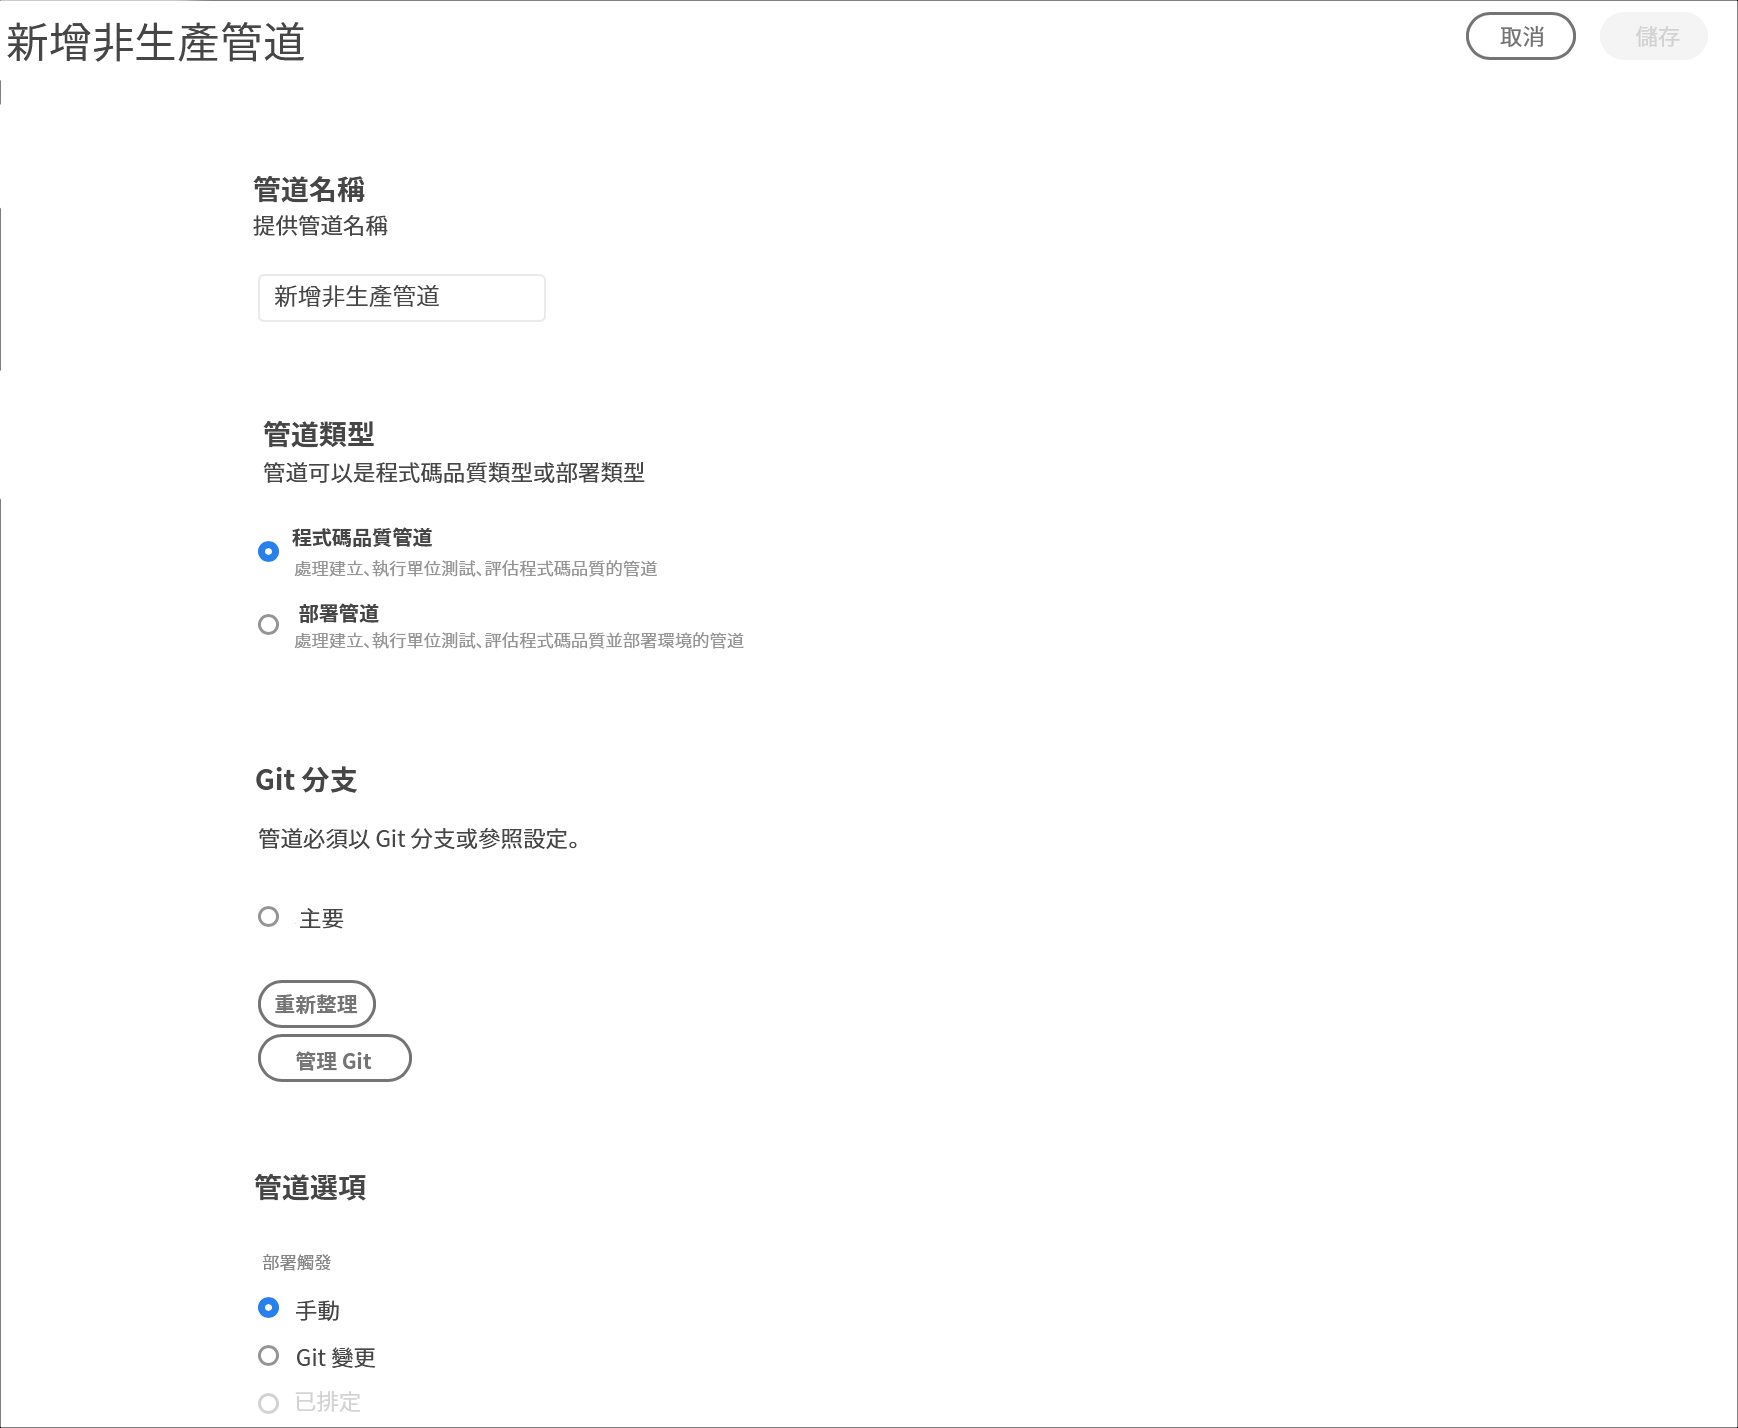 新增非生產管道
取消
儲存
管道名稱
提供管道名稱
新增非生產管道
管道類型
管道可以是程式碼品質類型或部署類型
程式碼品質管道
處理建立、執行單位測試、評估程式碼品質的管道
部署管道
處理建立、執行單位測試、評估程式碼品質並部署環境的管道
Git 分支
管道必須以 Git 分支或參照設定。
主要
重新整理
管理 Git
管道選項
部署觸發
手動
Git 變更
已排定